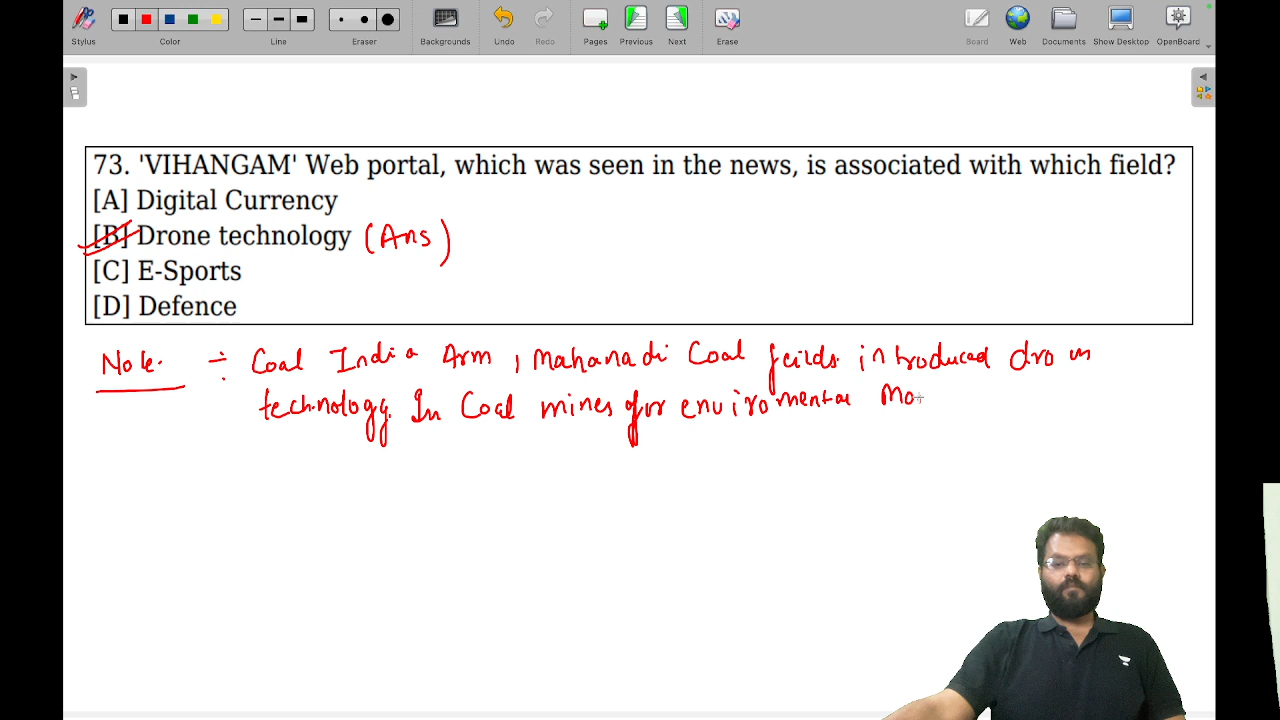 Stylus Color Line Eraser Backgrounds Undo Redo Pages Previous Next Erase Board Web Documents Show Desktop OpenBoard
73. 'VIHANGAM' Web portal, which was seen in the news, is associated with which field?
[A] Digital Currency
[B] Drone technology (Ans)
[C] E-Sports
[D] Defence
Note :- Coal India Arm, Mahanadi Coal feilds introduced
technology. In Coal mines for enviromental Mo